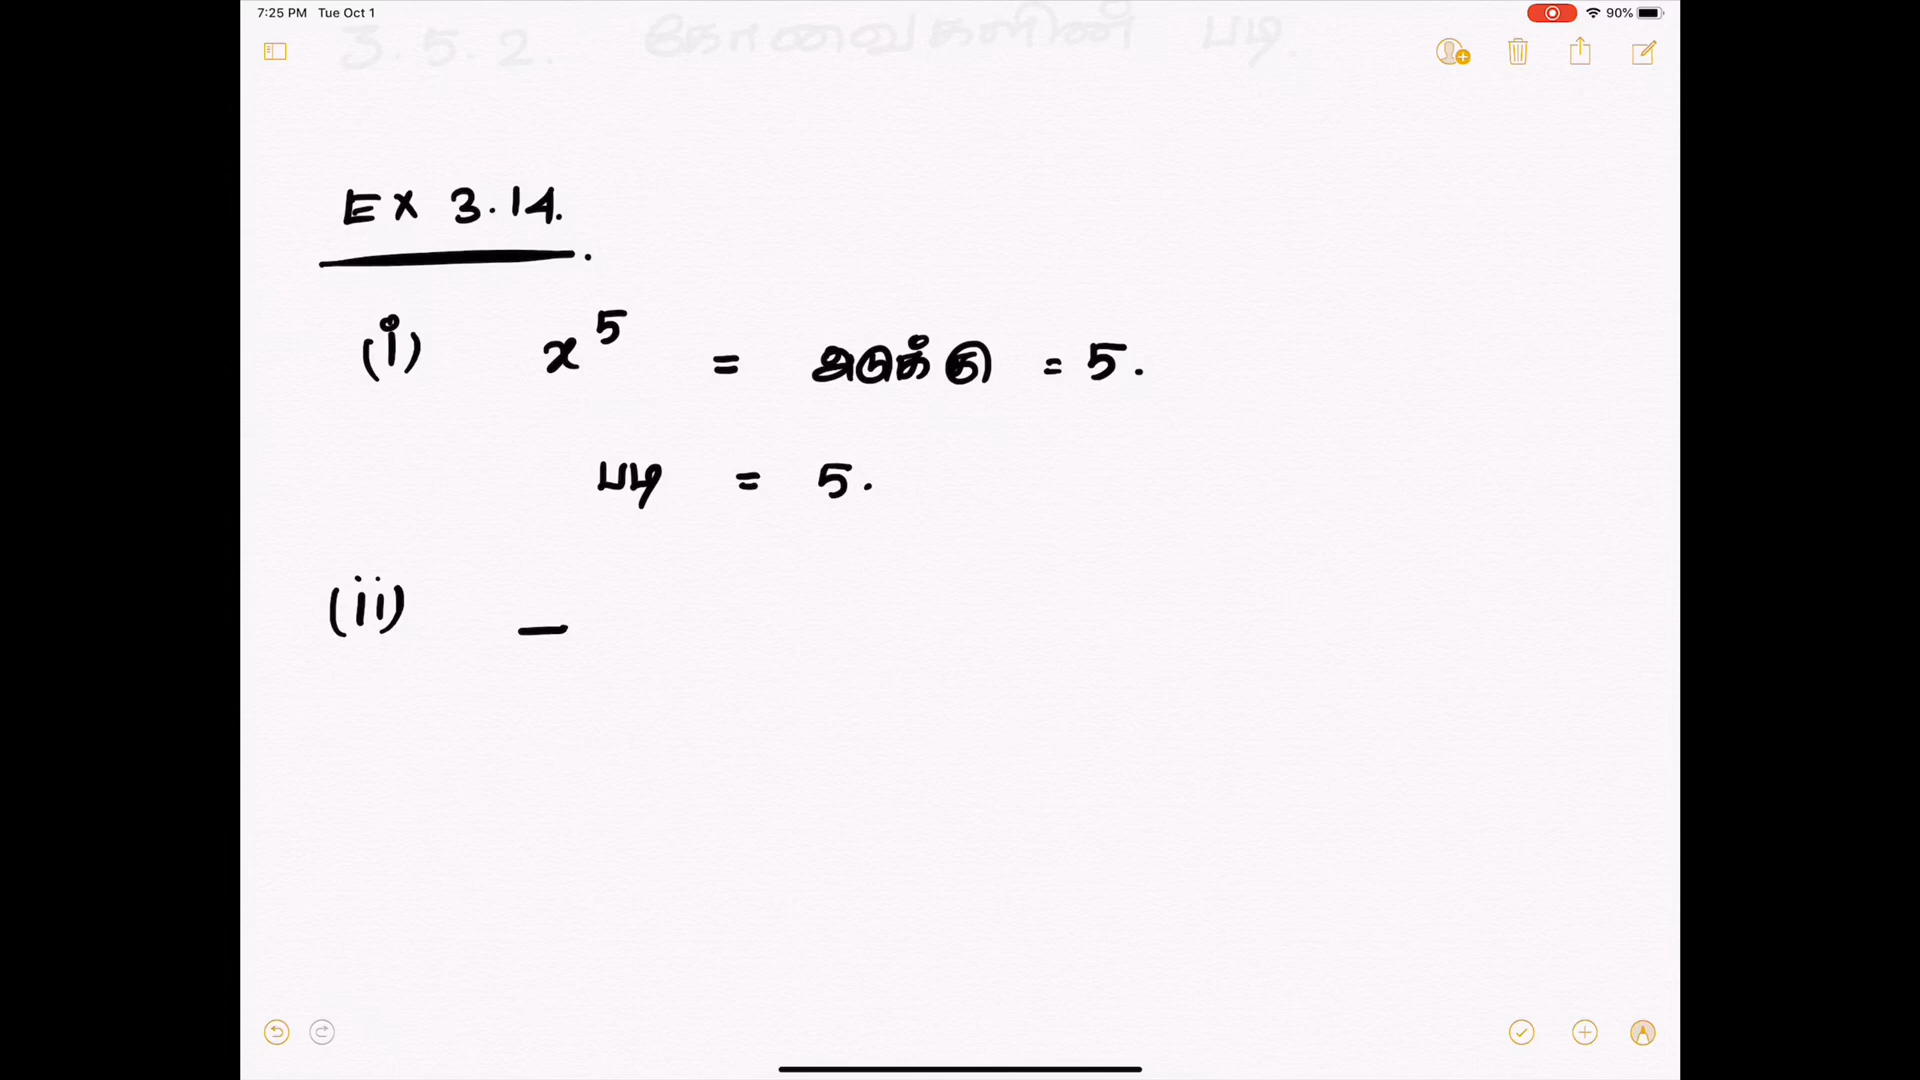 7:25 PM Tue Oct 1 90%
3.5.2. கோவைகளின் படி.
Ex 3.14.
(i) x⁵ = அடுக்கு = 5.
படி = 5.
(ii) —